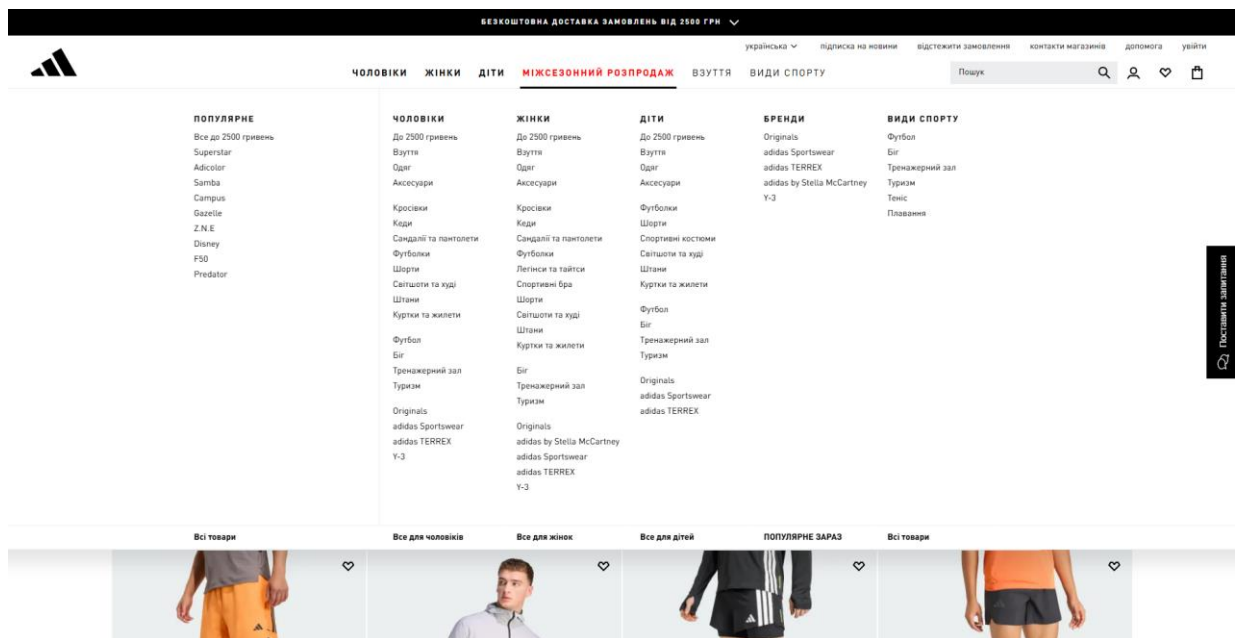 БЕЗКОШТОВНА ДОСТАВКА ЗАМОВЛЕНЬ ВІД 2500 ГРН
українська
підписка на новини
відстежити замовлення
контакти магазинів
допомога
увійти
ЧОЛОВІКИ
ЖІНКИ
ДІТИ
МІЖСЕЗОННИЙ РОЗПРОДАЖ
ВЗУТТЯ
ВИДИ СПОРТУ
Пошук
ПОПУЛЯРНЕ
Все до 2500 гривень
Superstar
Adicolor
Samba
Campus
Gazelle
Z.N.E
Disney
F50
Predator
Всі товари
ЧОЛОВІКИ
До 2500 гривень
Взуття
Одяг
Аксесуари
Кросівки
Кеди
Сандалії та пантолети
Футболки
Шорти
Світшоти та худі
Штани
Куртки та жилети
Футбол
Біг
Тренажерний зал
Туризм
Originals
adidas Sportswear
adidas TERREX
Y-3
Все для чоловіків
ЖІНКИ
До 2500 гривень
Взуття
Одяг
Аксесуари
Кросівки
Кеди
Сандалії та пантолети
Футболки
Легінси та тайтси
Спортивні бра
Шорти
Світшоти та худі
Штани
Куртки та жилети
Біг
Тренажерний зал
Туризм
Originals
adidas by Stella McCartney
adidas Sportswear
adidas TERREX
Y-3
Все для жінок
ДІТИ
До 2500 гривень
Взуття
Одяг
Аксесуари
Футболки
Шорти
Спортивні костюми
Світшоти та худі
Штани
Куртки та жилети
Футбол
Біг
Тренажерний зал
Туризм
Originals
adidas Sportswear
adidas TERREX
Все для дітей
БРЕНДИ
Originals
adidas Sportswear
adidas TERREX
adidas by Stella McCartney
Y-3
ПОПУЛЯРНЕ ЗАРАЗ
ВИДИ СПОРТУ
Футбол
Біг
Тренажерний зал
Туризм
Теніс
Плавання
Всі товари
Поставити запитання